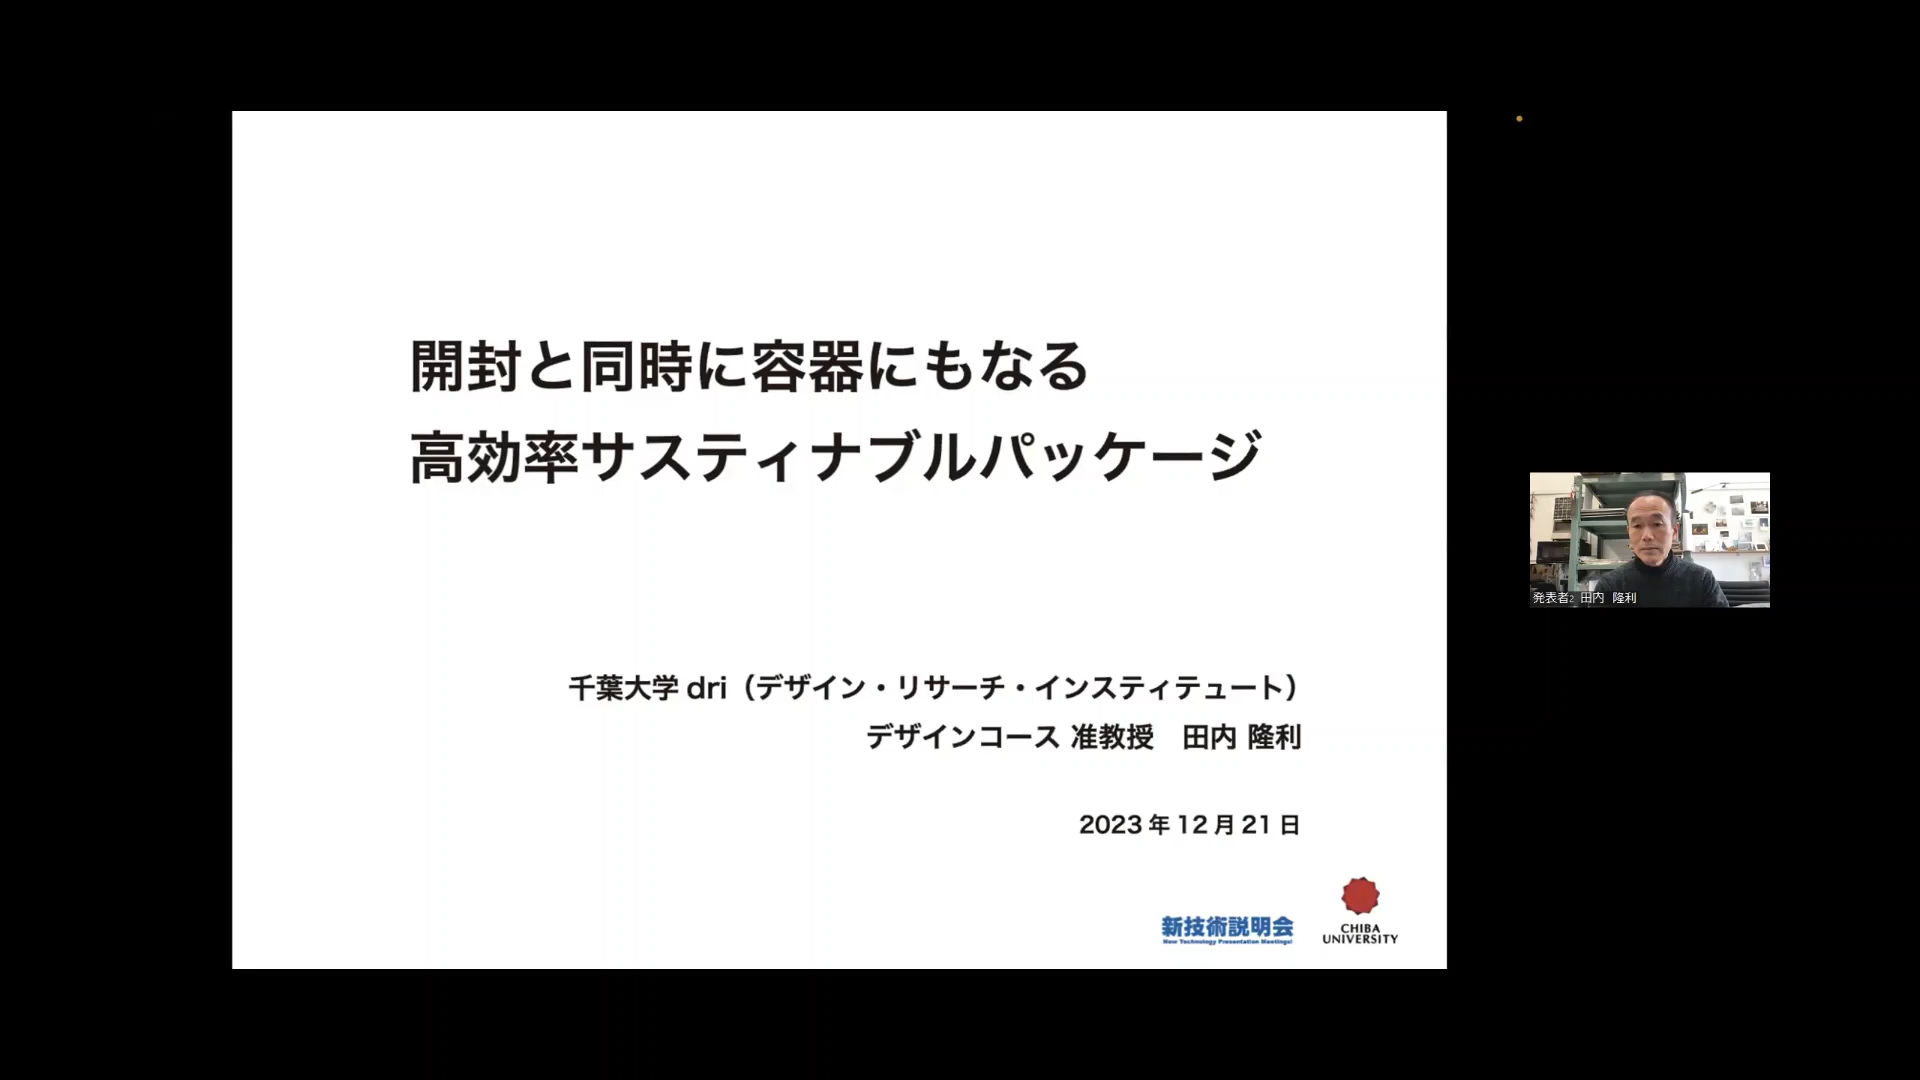 開封と同時に容器にもなる
高効率サスティナブルパッケージ
千葉大学 dri（デザイン・リサーチ・インスティテュート）
デザインコース 准教授　田内 隆利
2023 年 12 月 21 日
新技術説明会
New Technology Presentation Meetings!
CHIBA
UNIVERSITY
発表者2 田内 隆利